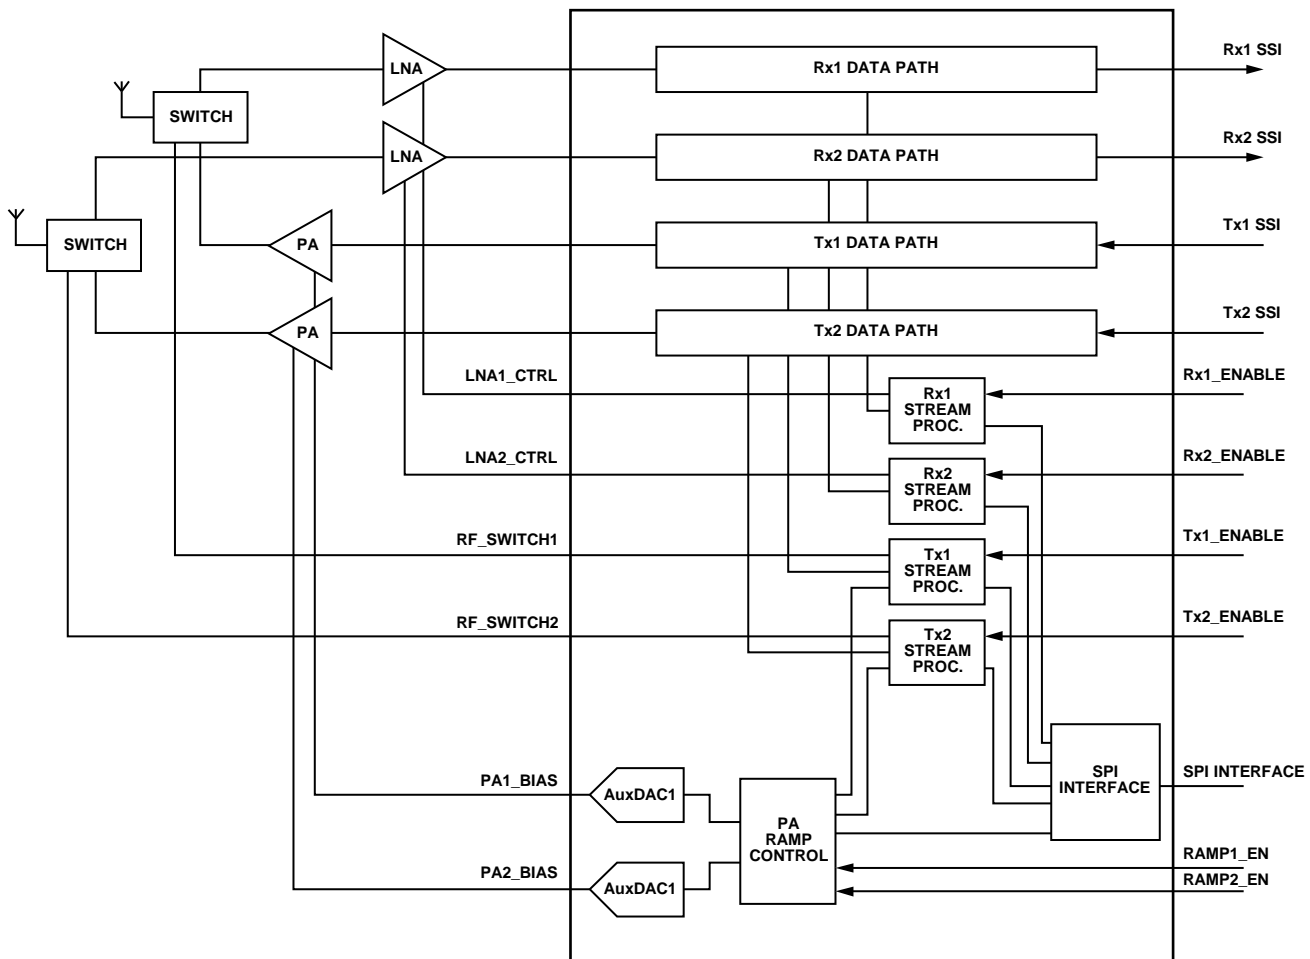 Rx1 SSI
LNA
Rx1 DATA PATH
SWITCH
Rx2 SSI
LNA
Rx2 DATA PATH
Tx1 SSI
SWITCH
PA
Tx1 DATA PATH
Tx2 SSI
PA
Tx2 DATA PATH
LNA1_CTRL
Rx1_ENABLE
Rx1
STREAM
PROC.
LNA2_CTRL
Rx2_ENABLE
Rx2
STREAM
PROC.
RF_SWITCH1
Tx1_ENABLE
Tx1
STREAM
PROC.
RF_SWITCH2
Tx2_ENABLE
Tx2
STREAM
PROC.
PA1_BIAS
AuxDAC1
SPI
INTERFACE
SPI INTERFACE
PA
RAMP
CONTROL
RAMP1_EN
PA2_BIAS
AuxDAC1
RAMP2_EN